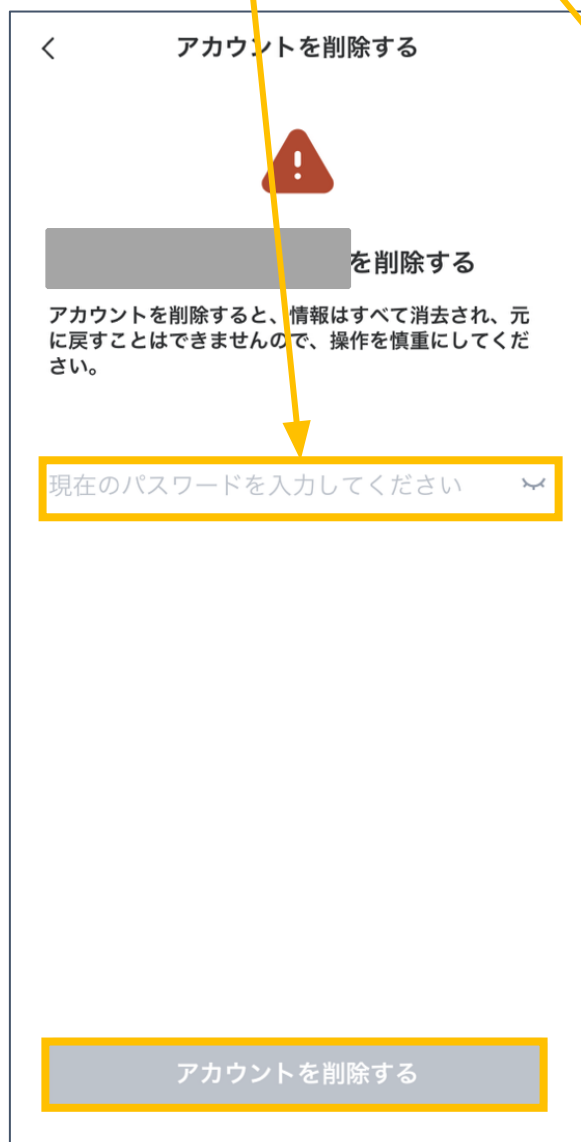 アカウントを削除する
を削除する
アカウントを削除すると、情報はすべて消去され、元
に戻すことはできませんので、操作を慎重にしてくだ
さい。
現在のパスワードを入力してください
アカウントを削除する